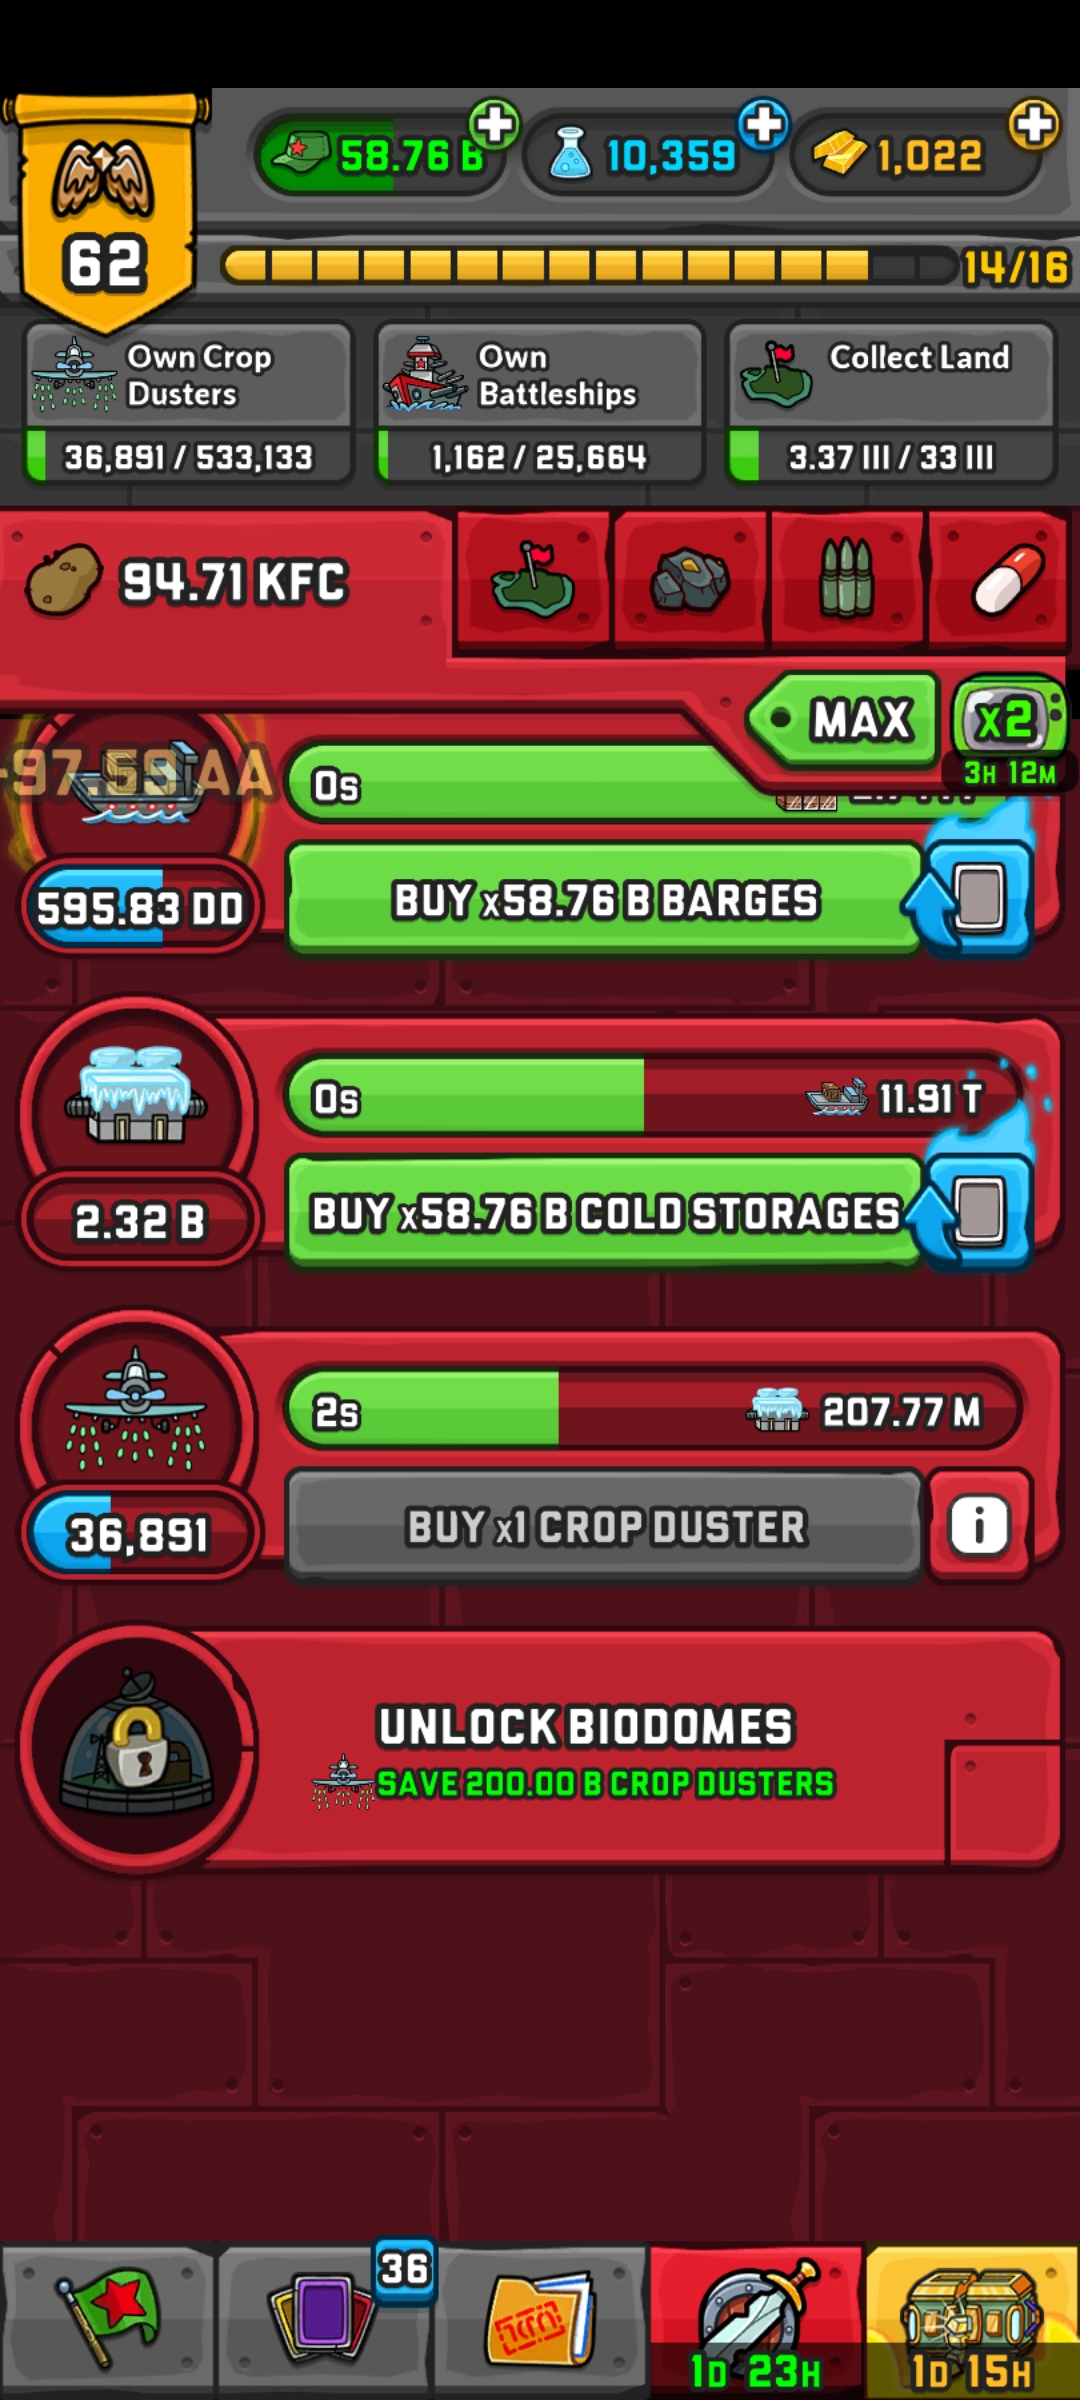 58.76 B
10,359
1,022
62
14/16
Own Crop
Dusters
36,891 / 533,133
Own
Battleships
1,162 / 25,664
Collect Land
3.37 III / 33 III
94.71 KFC
MAX
x2
3H 12M
-97.59 AA
0s
595.83 DD
BUY x58.76 B BARGES
0s
11.91 T
2.32 B
BUY x58.76 B COLD STORAGES
2s
207.77 M
36,891
BUY x1 CROP DUSTER
i
UNLOCK BIODOMES
SAVE 200.00 B CROP DUSTERS
36
1D 23H
1D 15H